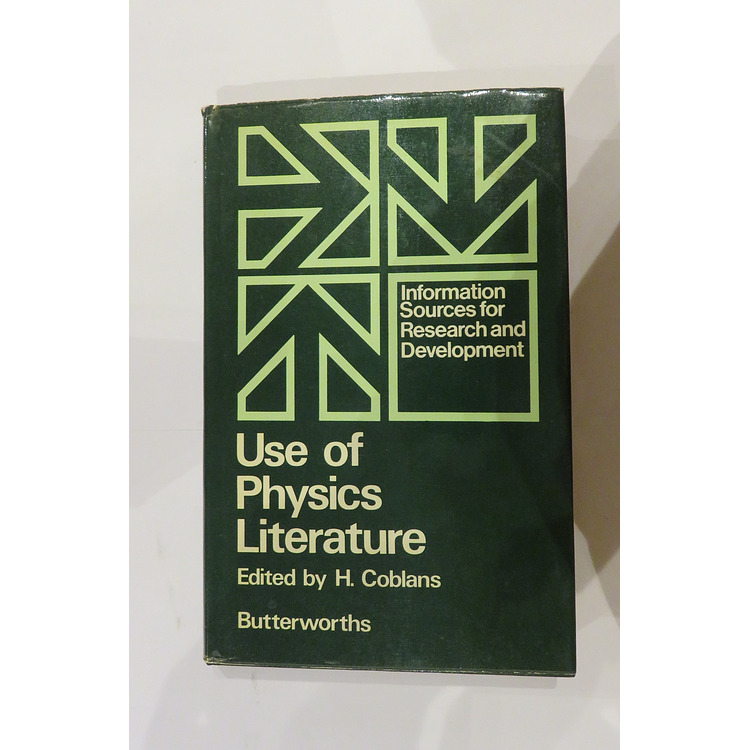 Information
Sources for
Research and
Development
Use of
Physics
Literature
Edited by H. Coblans
Butterworths